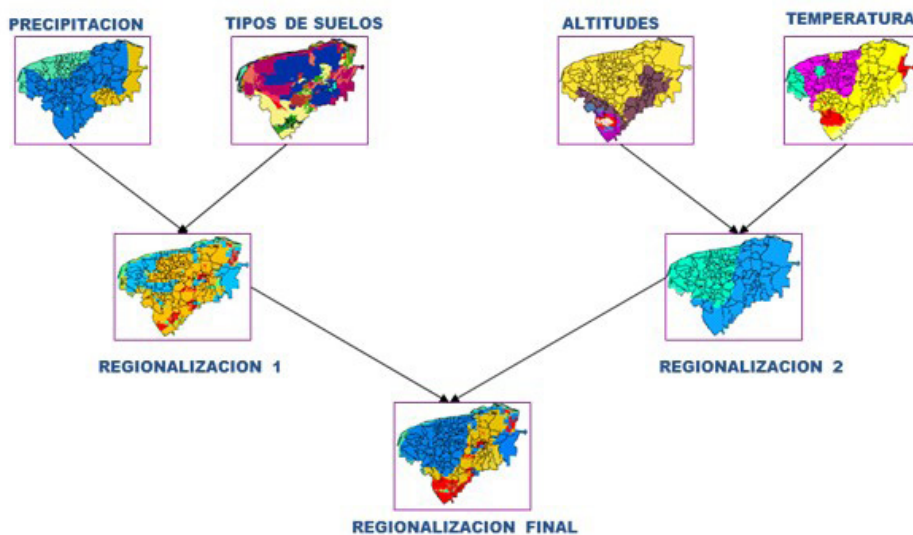 PRECIPITACION
TIPOS DE SUELOS
ALTITUDES
TEMPERATURA
REGIONALIZACION 1
REGIONALIZACION 2
REGIONALIZACION FINAL